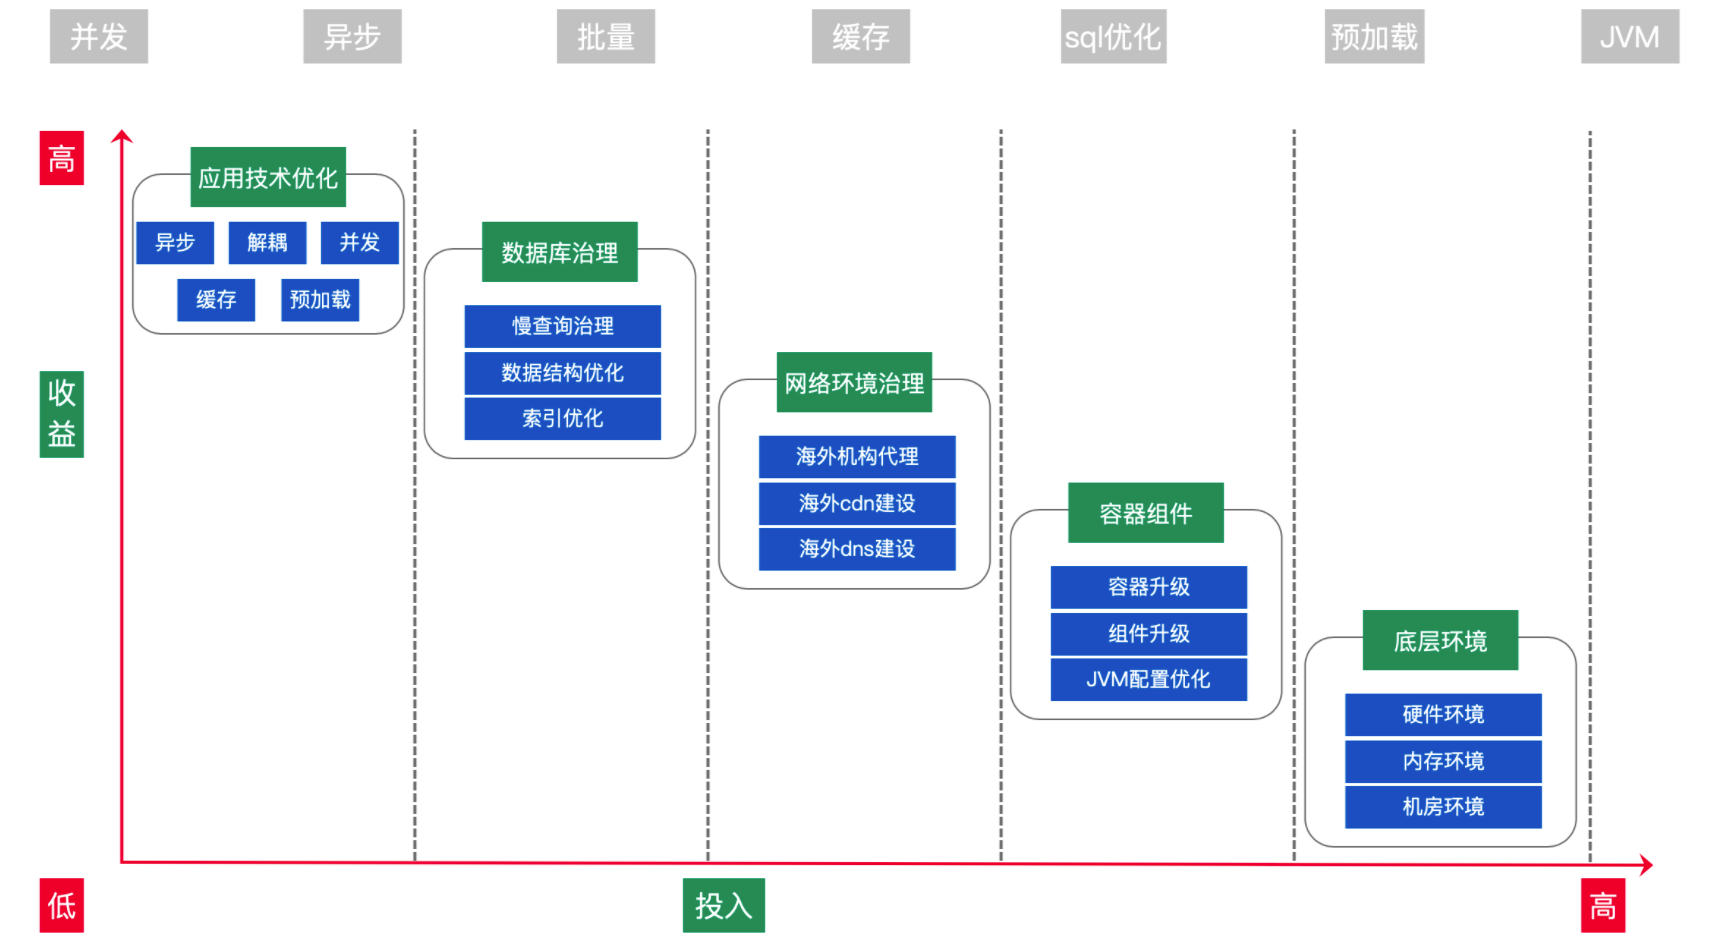 并发
异步
批量
缓存
sql优化
预加载
JVM
高
应用技术优化
异步
解耦
并发
缓存
预加载
数据库治理
慢查询治理
数据结构优化
索引优化
收
益
网络环境治理
海外机构代理
海外cdn建设
海外dns建设
容器组件
容器升级
组件升级
JVM配置优化
底层环境
硬件环境
内存环境
机房环境
低
投入
高